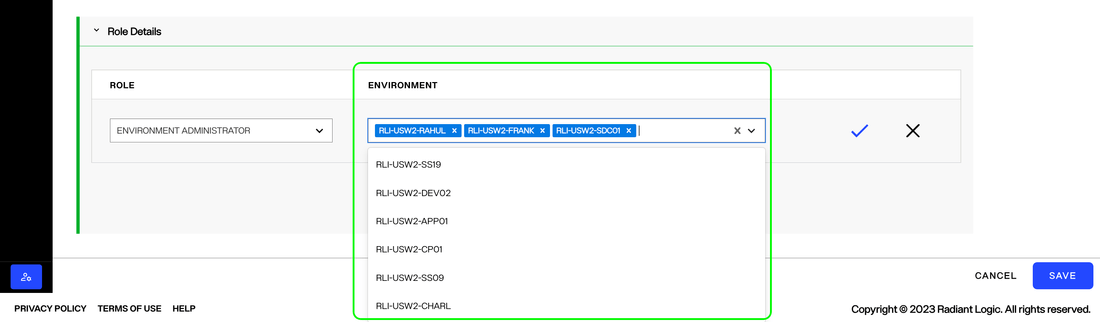 Role Details
ROLE
ENVIRONMENT
ENVIRONMENT ADMINISTRATOR
RLI-USW2-RAHUL × RLI-USW2-FRANK × RLI-USW2-SDC01 ×
RLI-USW2-SS19
RLI-USW2-DEV02
RLI-USW2-APP01
RLI-USW2-CP01
RLI-USW2-SS09
RLI-USW2-CHARL
CANCEL
SAVE
PRIVACY POLICY TERMS OF USE HELP
Copyright © 2023 Radiant Logic. All rights reserved.